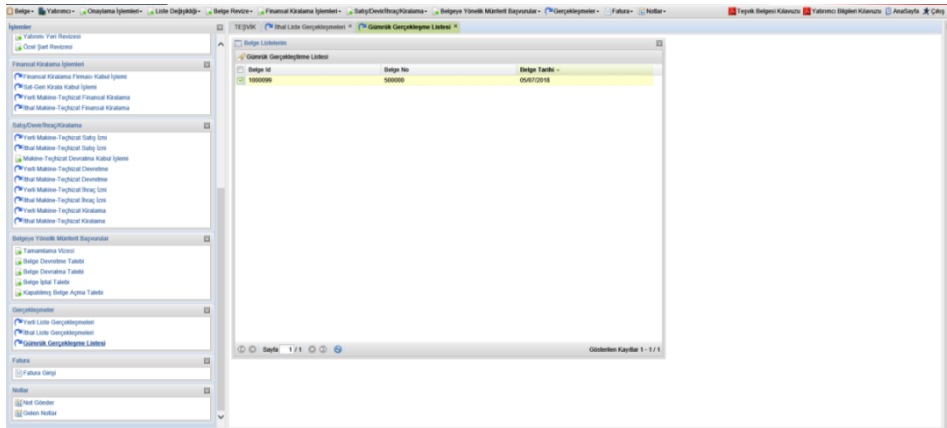 Belge Yatırımcı Onaylama İşlemleri Liste Değişikliği Belge Revize Finansal Kiralama İşlemleri Satış/Devir/İhraç/Kiralama Belgeye Yönelik Münferit Başvurular Gerçekleşmeler Fatura Notlar Teşvik Belgesi Kılavuzu Yatırımcı Bilgileri Kılavuzu AnaSayfa Çıkış
İşlemler
Yatırım Yeri Revizesi
Özel Şart Revizesi
Finansal Kiralama İşlemleri
Finansal Kiralama Firması Kabul İşlemi
Sat-Geri Kirala Kabul İşlemi
Yerli Makine-Teçhizat Finansal Kiralama
İthal Makine-Teçhizat Finansal Kiralama
Satış/Devir/İhraç/Kiralama
Yerli Makine-Teçhizat Satış İzni
İthal Makine-Teçhizat Satış İzni
Makine-Teçhizat Devralma Kabul İşlemi
Yerli Makine-Teçhizat Devretme
İthal Makine-Teçhizat Devretme
Yerli Makine-Teçhizat İhraç İzni
İthal Makine-Teçhizat İhraç İzni
Yerli Makine-Teçhizat Kiralama
İthal Makine-Teçhizat Kiralama
Belgeye Yönelik Münferit Başvurular
Tamamlama Vizesi
Belge Devretme Talebi
Belge Devralma Talebi
Belge İptal Talebi
Kapatılmış Belge Açma Talebi
Gerçekleşmeler
Yerli Liste Gerçekleşmeleri
İthal Liste Gerçekleşmeleri
Gümrük Gerçekleşme Listesi
Fatura
Fatura Girişi
Notlar
Not Gönder
Gelen Notlar
TEŞVİK İthal Liste Gerçekleşmeleri Gümrük Gerçekleşme Listesi
Belge Listelerim
Gümrük Gerçekleştirme Listesi
Belge Id Belge No Belge Tarihi
1000099 500000 05/07/2018
Sayfa 1 / 1 Gösterilen Kayıtlar 1 - 1 / 1